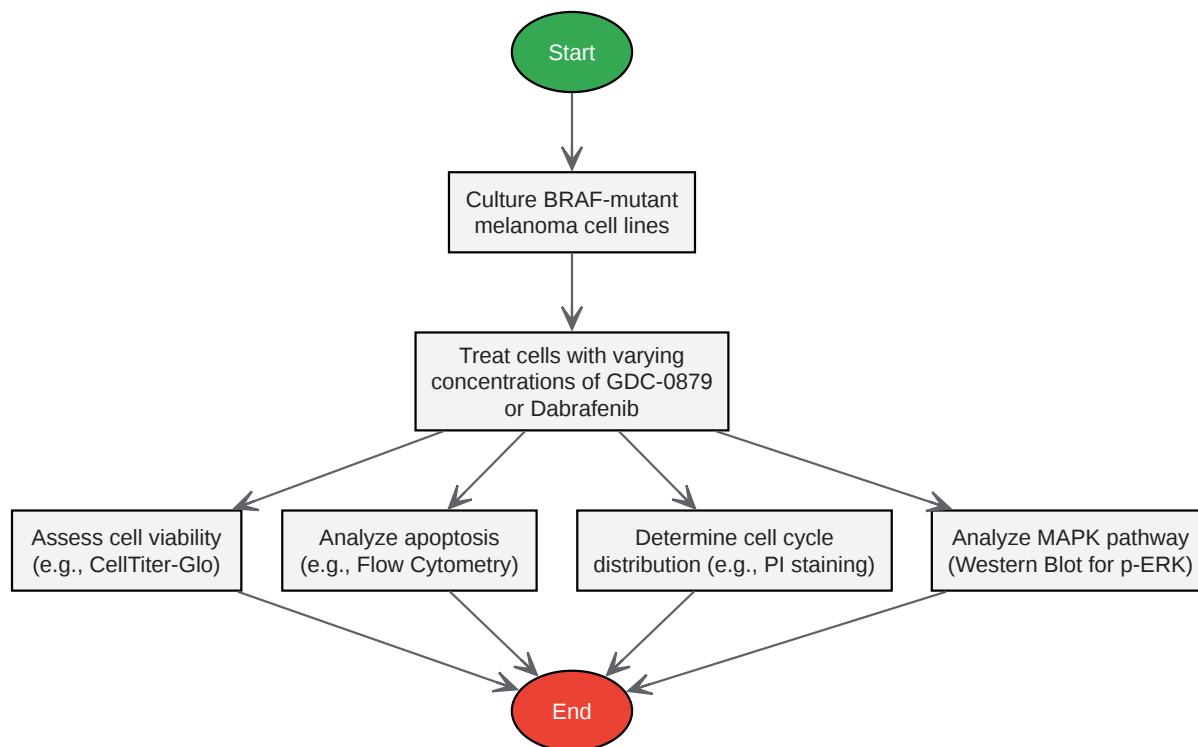 Start
Culture BRAF-mutant
melanoma cell lines
Treat cells with varying
concentrations of GDC-0879
or Dabrafenib
Assess cell viability
(e.g., CellTiter-Glo)
Analyze apoptosis
(e.g., Flow Cytometry)
Determine cell cycle
distribution (e.g., PI staining)
Analyze MAPK pathway
(Western Blot for p-ERK)
End